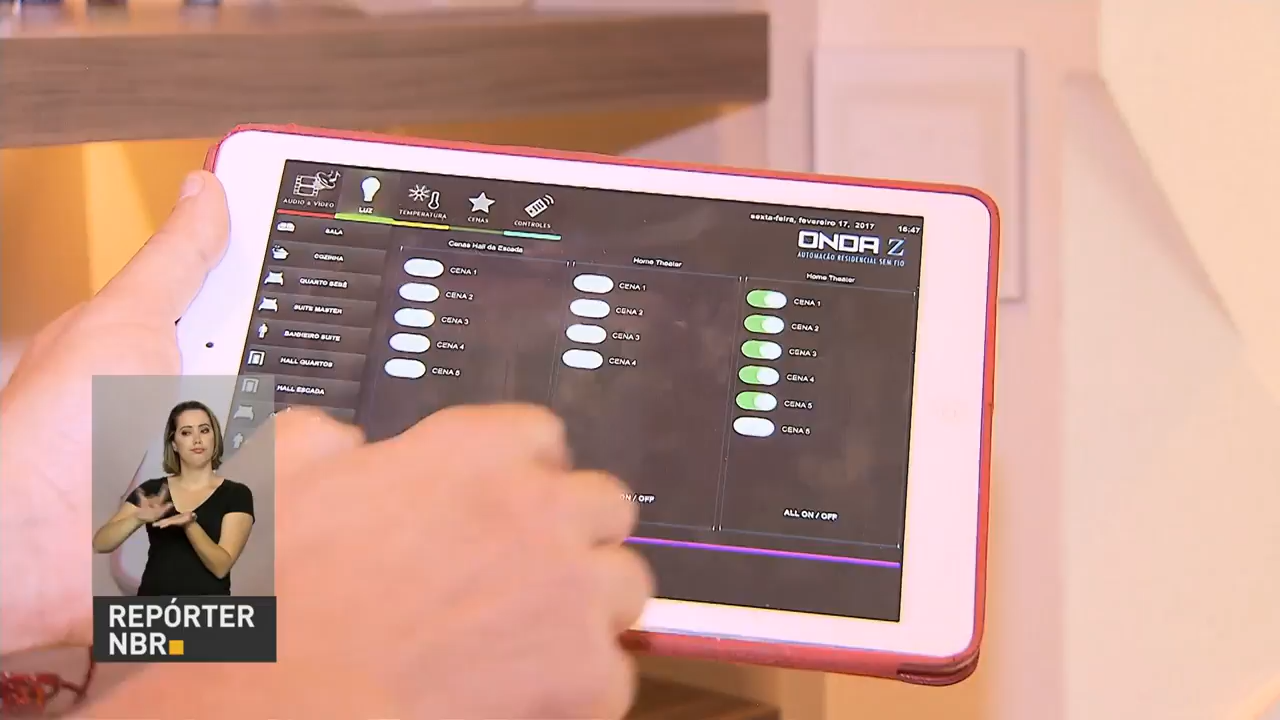 AUDIO & VIDEO
LUZ
TEMPERATURA
CENAS
CONTROLES
sexta-feira, fevereiro 17, 2017 16:47
ONDA Z
AUTOMAÇÃO RESIDENCIAL SEM FIO
SALA
COZINHA
QUARTO BEBÊ
SUITE MASTER
BANHEIRO SUITE
HALL QUARTOS
HALL ESCADA
Cenas Hall da Escada
CENA 1
CENA 2
CENA 3
CENA 4
CENA 5
Home Theater
CENA 1
CENA 2
CENA 3
CENA 4
ON / OFF
Home Theater
CENA 1
CENA 2
CENA 3
CENA 4
CENA 5
CENA 6
ALL ON / OFF
REPÓRTER
NBR